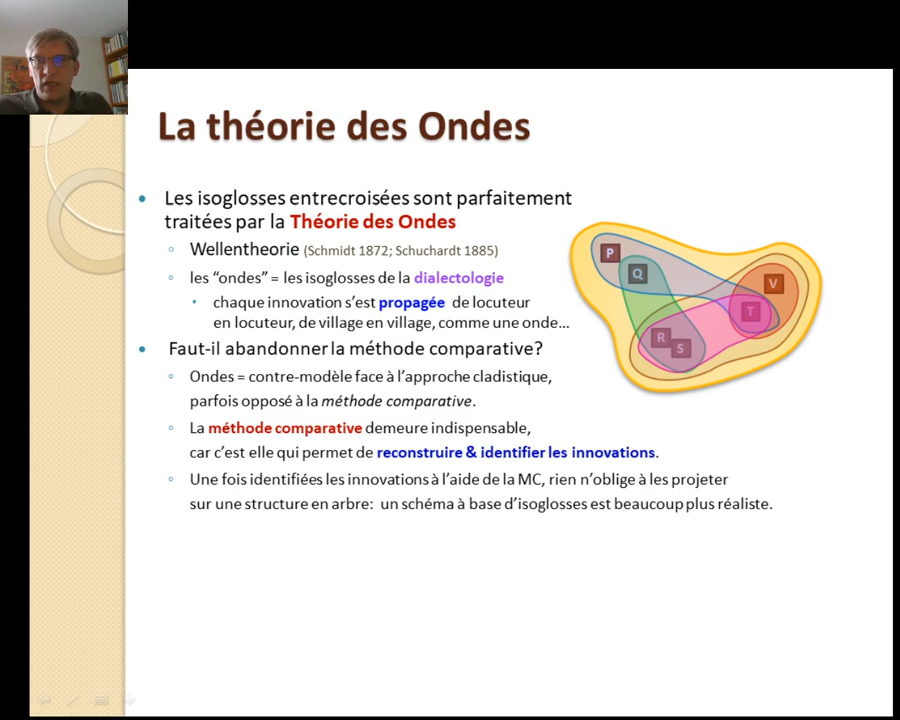 La théorie des Ondes
• Les isoglosses entrecroisées sont parfaitement
traitées par la Théorie des Ondes
◦ Wellentheorie (Schmidt 1872; Schuchardt 1885)
◦ les “ondes” = les isoglosses de la dialectologie
• chaque innovation s’est propagée de locuteur
en locuteur, de village en village, comme une onde…
• Faut-il abandonner la méthode comparative?
◦ Ondes = contre-modèle face à l’approche cladistique,
parfois opposé à la méthode comparative.
◦ La méthode comparative demeure indispensable,
car c’est elle qui permet de reconstruire & identifier les innovations.
◦ Une fois identifiées les innovations à l’aide de la MC, rien n’oblige à les projeter
sur une structure en arbre: un schéma à base d’isoglosses est beaucoup plus réaliste.
P
Q
V
T
R
S